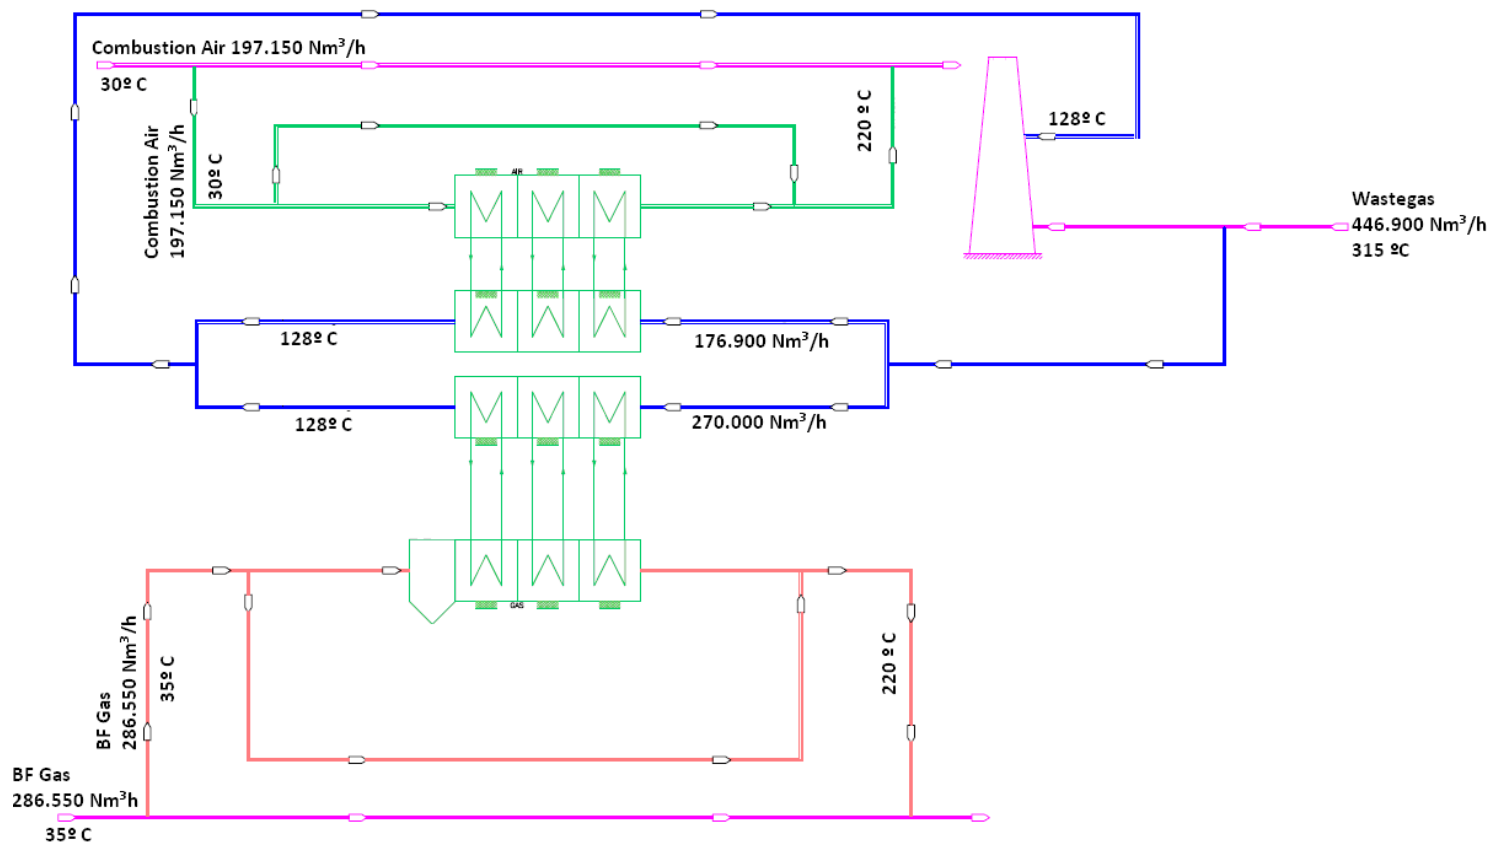 Combustion Air 197.150 Nm³/h
30º C
Combustion Air
197.150 Nm³/h
30º C
220 º C
128º C
AIR
Wastegas
446.900 Nm³/h
315 ºC
128º C
176.900 Nm³/h
128º C
270.000 Nm³/h
GAS
BF Gas
286.550 Nm³/h
35º C
220 º C
BF Gas
286.550 Nm³h
35º C